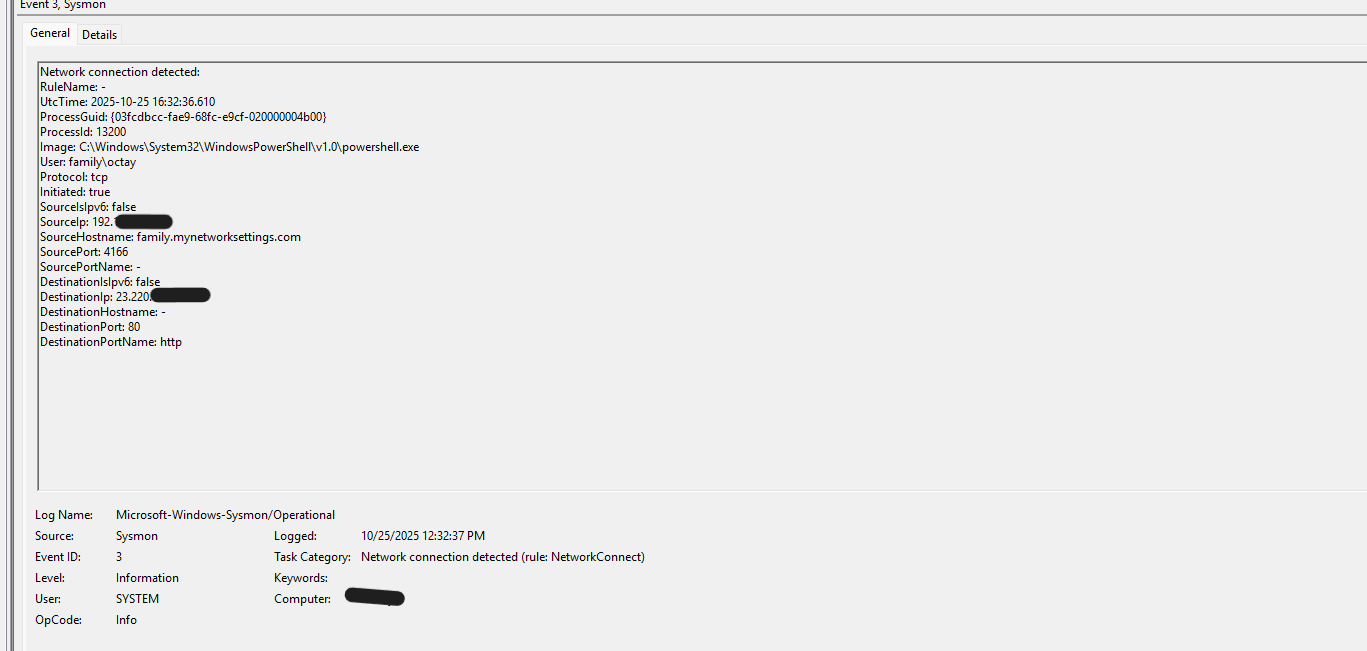 Event 3, Sysmon
General Details
Network connection detected:
RuleName: -
UtcTime: 2025-10-25 16:32:36.610
ProcessGuid: {03fcdbcc-fae9-68fc-e9cf-020000004b00}
ProcessId: 13200
Image: C:\Windows\System32\WindowsPowerShell\v1.0\powershell.exe
User: family\octay
Protocol: tcp
Initiated: true
SourceIsIpv6: false
SourceIp: 192.
SourceHostname: family.mynetworksettings.com
SourcePort: 4166
SourcePortName: -
DestinationIsIpv6: false
DestinationIp: 23.220.
DestinationHostname: -
DestinationPort: 80
DestinationPortName: http
Log Name: Microsoft-Windows-Sysmon/Operational
Source: Sysmon Logged: 10/25/2025 12:32:37 PM
Event ID: 3 Task Category: Network connection detected (rule: NetworkConnect)
Level: Information Keywords:
User: SYSTEM Computer:
OpCode: Info